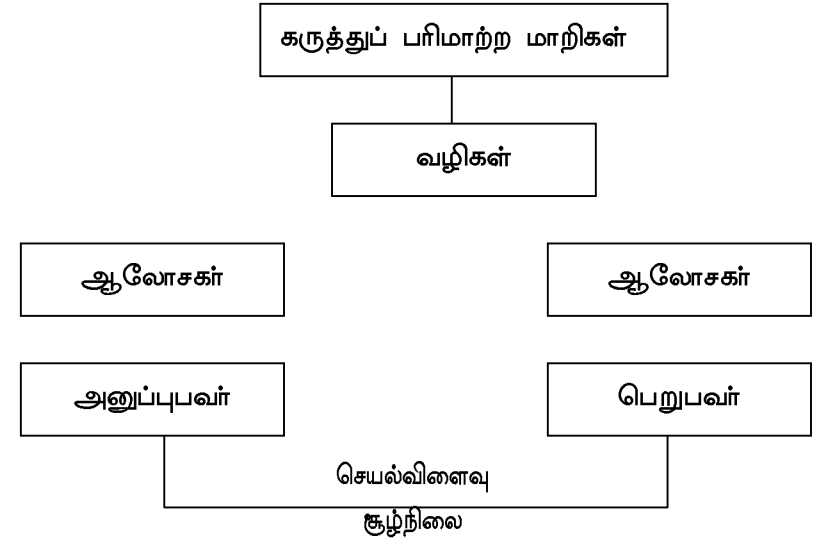 கருத்துப் பரிமாற்ற மாறிகள்
வழிகள்
ஆலோசகர்
ஆலோசகர்
அனுப்புபவர்
பெறுபவர்
செயல்விளைவு
சூழ்நிலை